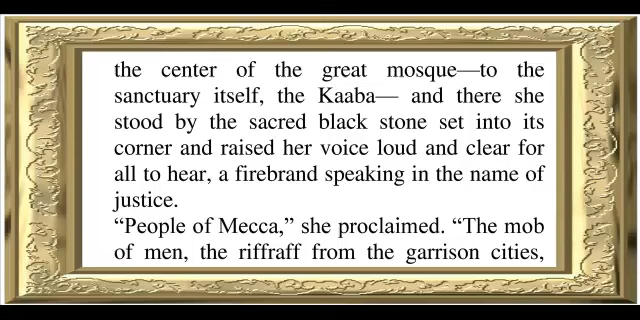 the center of the great mosque—to the
sanctuary itself, the Kaaba— and there she
stood by the sacred black stone set into its
corner and raised her voice loud and clear for
all to hear, a firebrand speaking in the name of
justice.
“People of Mecca,” she proclaimed. “The mob
of men, the riffraff from the garrison cities,